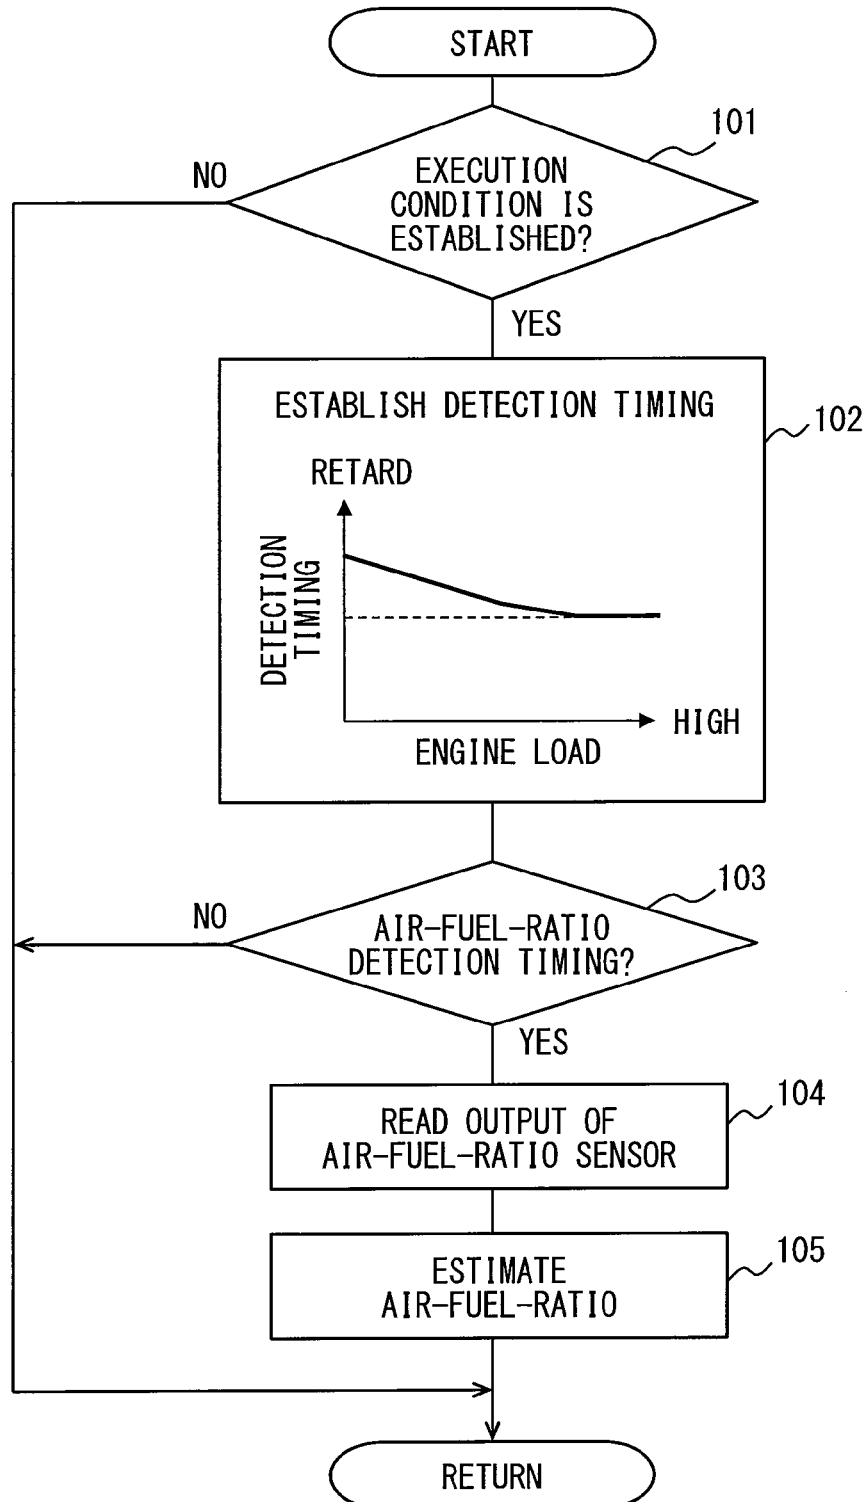 START
101
NO
EXECUTION
CONDITION IS
ESTABLISHED?
YES
ESTABLISH DETECTION TIMING
102
RETARD
DETECTION
TIMING
HIGH
ENGINE LOAD
103
NO
AIR-FUEL-RATIO
DETECTION TIMING?
YES
104
READ OUTPUT OF
AIR-FUEL-RATIO SENSOR
105
ESTIMATE
AIR-FUEL-RATIO
RETURN